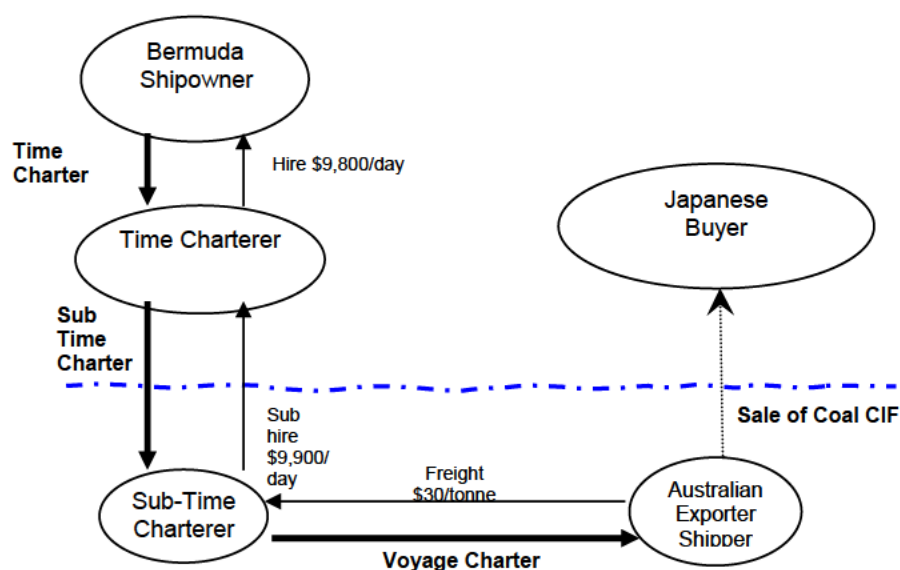 Bermuda
Shipowner
Time
Charter
Hire $9,800/day
Japanese
Buyer
Time Charterer
Sub
Time
Charter
Sale of Coal CIF
Sub
hire
$9,900/
day
Freight
$30/tonne
Sub-Time
Charterer
Australian
Exporter
Shipper
Voyage Charter